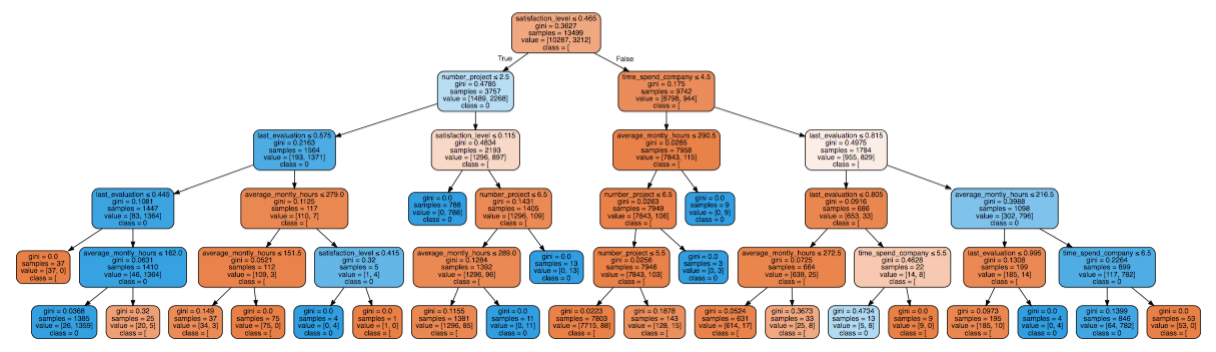 satisfaction_level ≤ 0.465
gini = 0.3627
samples = 13499
value = [10287, 3212]
class = [
True
False
number_project ≤ 2.5
gini = 0.4785
samples = 3757
value = [1489, 2268]
class = 0
time_spend_company ≤ 4.5
gini = 0.175
samples = 9742
value = [8798, 944]
class = [
last_evaluation ≤ 0.575
gini = 0.2163
samples = 1564
value = [193, 1371]
class = 0
satisfaction_level ≤ 0.115
gini = 0.4834
samples = 2193
value = [1296, 897]
class = [
average_montly_hours ≤ 290.5
gini = 0.0285
samples = 7958
value = [7843, 115]
class = [
last_evaluation ≤ 0.815
gini = 0.4975
samples = 1784
value = [955, 829]
class = [
last_evaluation ≤ 0.445
gini = 0.1081
samples = 1447
value = [83, 1364]
class = 0
average_montly_hours ≤ 279.0
gini = 0.1125
samples = 117
value = [110, 7]
class = [
gini = 0.0
samples = 788
value = [0, 788]
class = 0
number_project ≤ 6.5
gini = 0.1431
samples = 1405
value = [1296, 109]
class = [
number_project ≤ 6.5
gini = 0.0263
samples = 7949
value = [7843, 106]
class = [
gini = 0.0
samples = 9
value = [0, 9]
class = 0
last_evaluation ≤ 0.805
gini = 0.0916
samples = 686
value = [653, 33]
class = [
average_montly_hours ≤ 216.5
gini = 0.3988
samples = 1098
value = [302, 796]
class = 0
gini = 0.0
samples = 37
value = [37, 0]
class = [
average_montly_hours ≤ 162.0
gini = 0.0631
samples = 1410
value = [46, 1364]
class = 0
average_montly_hours ≤ 151.5
gini = 0.0521
samples = 112
value = [109, 3]
class = [
satisfaction_level ≤ 0.415
gini = 0.32
samples = 5
value = [1, 4]
class = 0
average_montly_hours ≤ 289.0
gini = 0.1284
samples = 1392
value = [1296, 96]
class = [
gini = 0.0
samples = 13
value = [0, 13]
class = 0
number_project ≤ 5.5
gini = 0.0256
samples = 7946
value = [7843, 103]
class = [
gini = 0.0
samples = 3
value = [0, 3]
class = 0
average_montly_hours ≤ 272.5
gini = 0.0725
samples = 664
value = [639, 25]
class = [
time_spend_company ≤ 5.5
gini = 0.4628
samples = 22
value = [14, 8]
class = [
last_evaluation ≤ 0.995
gini = 0.1308
samples = 199
value = [185, 14]
class = [
time_spend_company ≤ 6.5
gini = 0.2264
samples = 899
value = [117, 782]
class = 0
gini = 0.0368
samples = 1385
value = [26, 1359]
class = 0
gini = 0.32
samples = 25
value = [20, 5]
class = [
gini = 0.149
samples = 37
value = [34, 3]
class = [
gini = 0.0
samples = 75
value = [75, 0]
class = [
gini = 0.0
samples = 4
value = [0, 4]
class = 0
gini = 0.0
samples = 1
value = [1, 0]
class = [
gini = 0.1155
samples = 1381
value = [1296, 85]
class = [
gini = 0.0
samples = 11
value = [0, 11]
class = 0
gini = 0.0223
samples = 7803
value = [7715, 88]
class = [
gini = 0.1878
samples = 143
value = [128, 15]
class = [
gini = 0.0524
samples = 631
value = [614, 17]
class = [
gini = 0.3673
samples = 33
value = [25, 8]
class = [
gini = 0.4734
samples = 13
value = [5, 8]
class = 0
gini = 0.0
samples = 9
value = [9, 0]
class = [
gini = 0.0973
samples = 195
value = [185, 10]
class = [
gini = 0.0
samples = 4
value = [0, 4]
class = 0
gini = 0.1399
samples = 846
value = [64, 782]
class = 0
gini = 0.0
samples = 53
value = [53, 0]
class = [